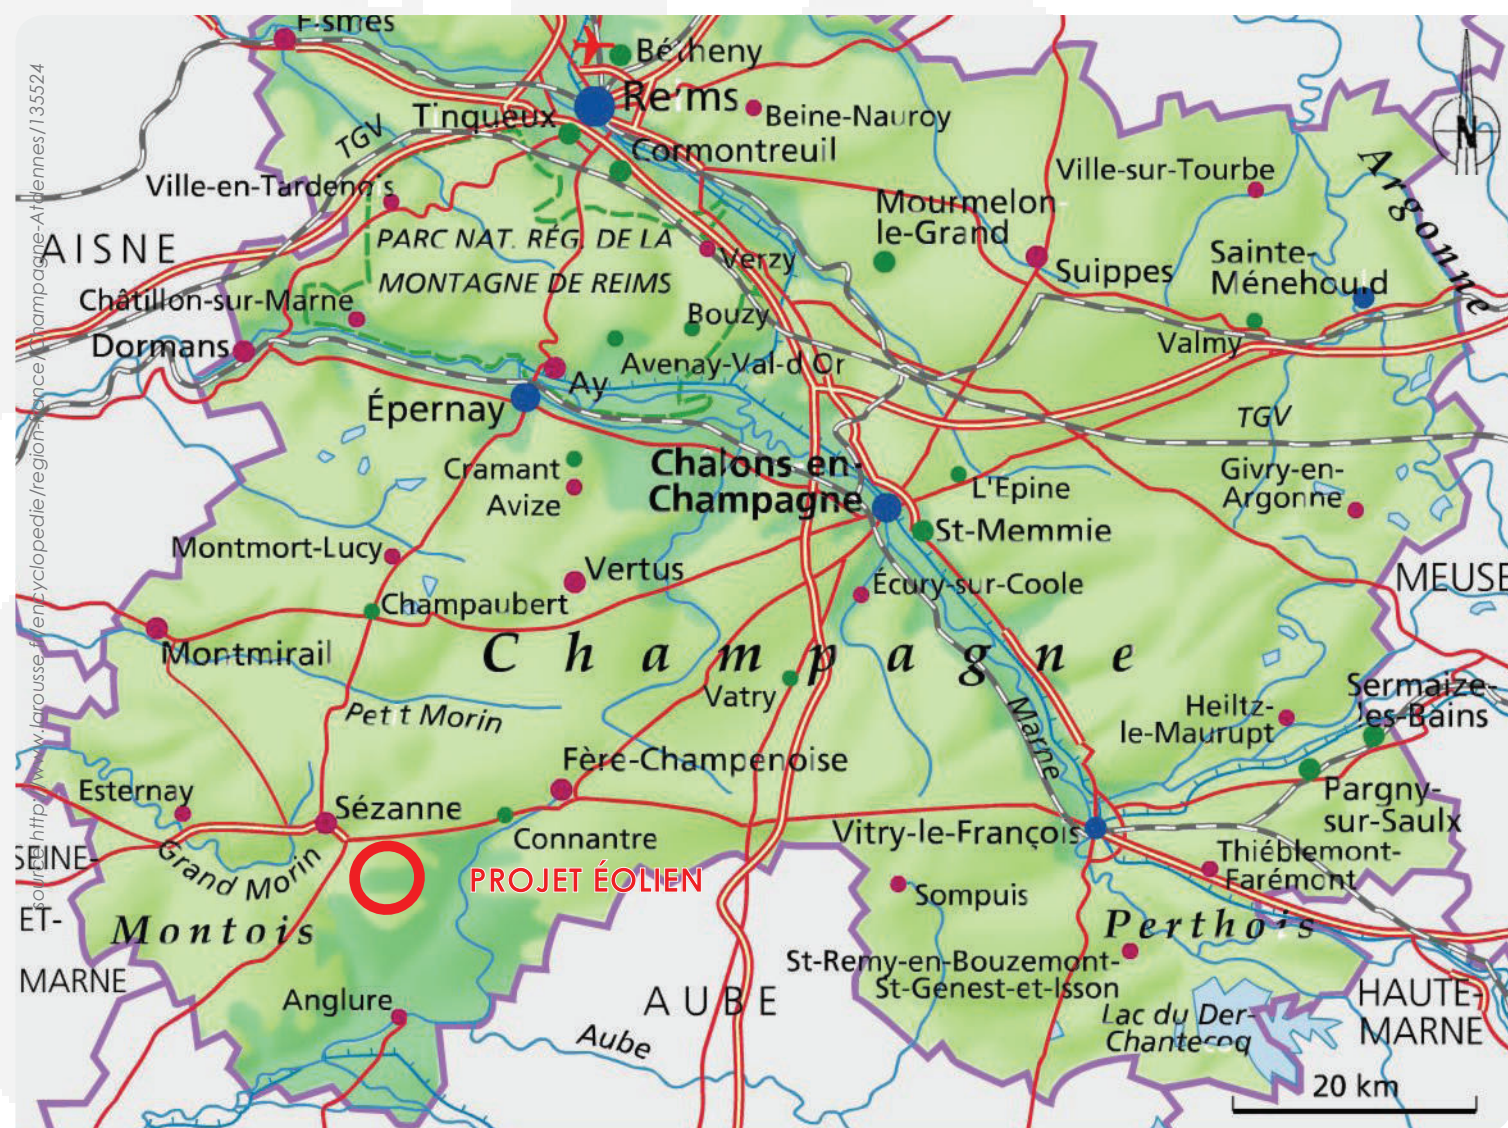 Fismes
Bétheny
Reims
Tinqueux
Beine-Nauroy
Cormontreuil
TGV
Ville-en-Tardenois
Ville-sur-Tourbe
Argonne
N
AISNE
PARC NAT. RÉG. DE LA
MONTAGNE DE REIMS
Mourmelon-
le-Grand
Verzy
Suippes
Sainte-
Ménehould
Châtillon-sur-Marne
Bouzy
Dormans
Avenay-Val-d'Or
Valmy
Ay
Épernay
TGV
Cramant
Avize
Chalons-en-
Champagne
L'Epine
Givry-en-
Argonne
St-Memmie
Montmort-Lucy
Vertus
Écury-sur-Coole
MEUSE
Champaubert
Champagne
Montmirail
Vatry
Petit Morin
Marne
Sermaize-
les-Bains
Heiltz-
le-Maurupt
Fère-Champenoise
Esternay
Sézanne
Connantre
Vitry-le-François
Pargny-
sur-Saulx
SEINE-
ET-
MARNE
Grand Morin
PROJET ÉOLIEN
Thiéblemont-
Farémont
Sompuis
Montois
Perthois
St-Remy-en-Bouzemont-
St-Genest-et-Isson
Anglure
AUBE
Aube
Lac du Der-
Chantecoq
HAUTE-
MARNE
20 km